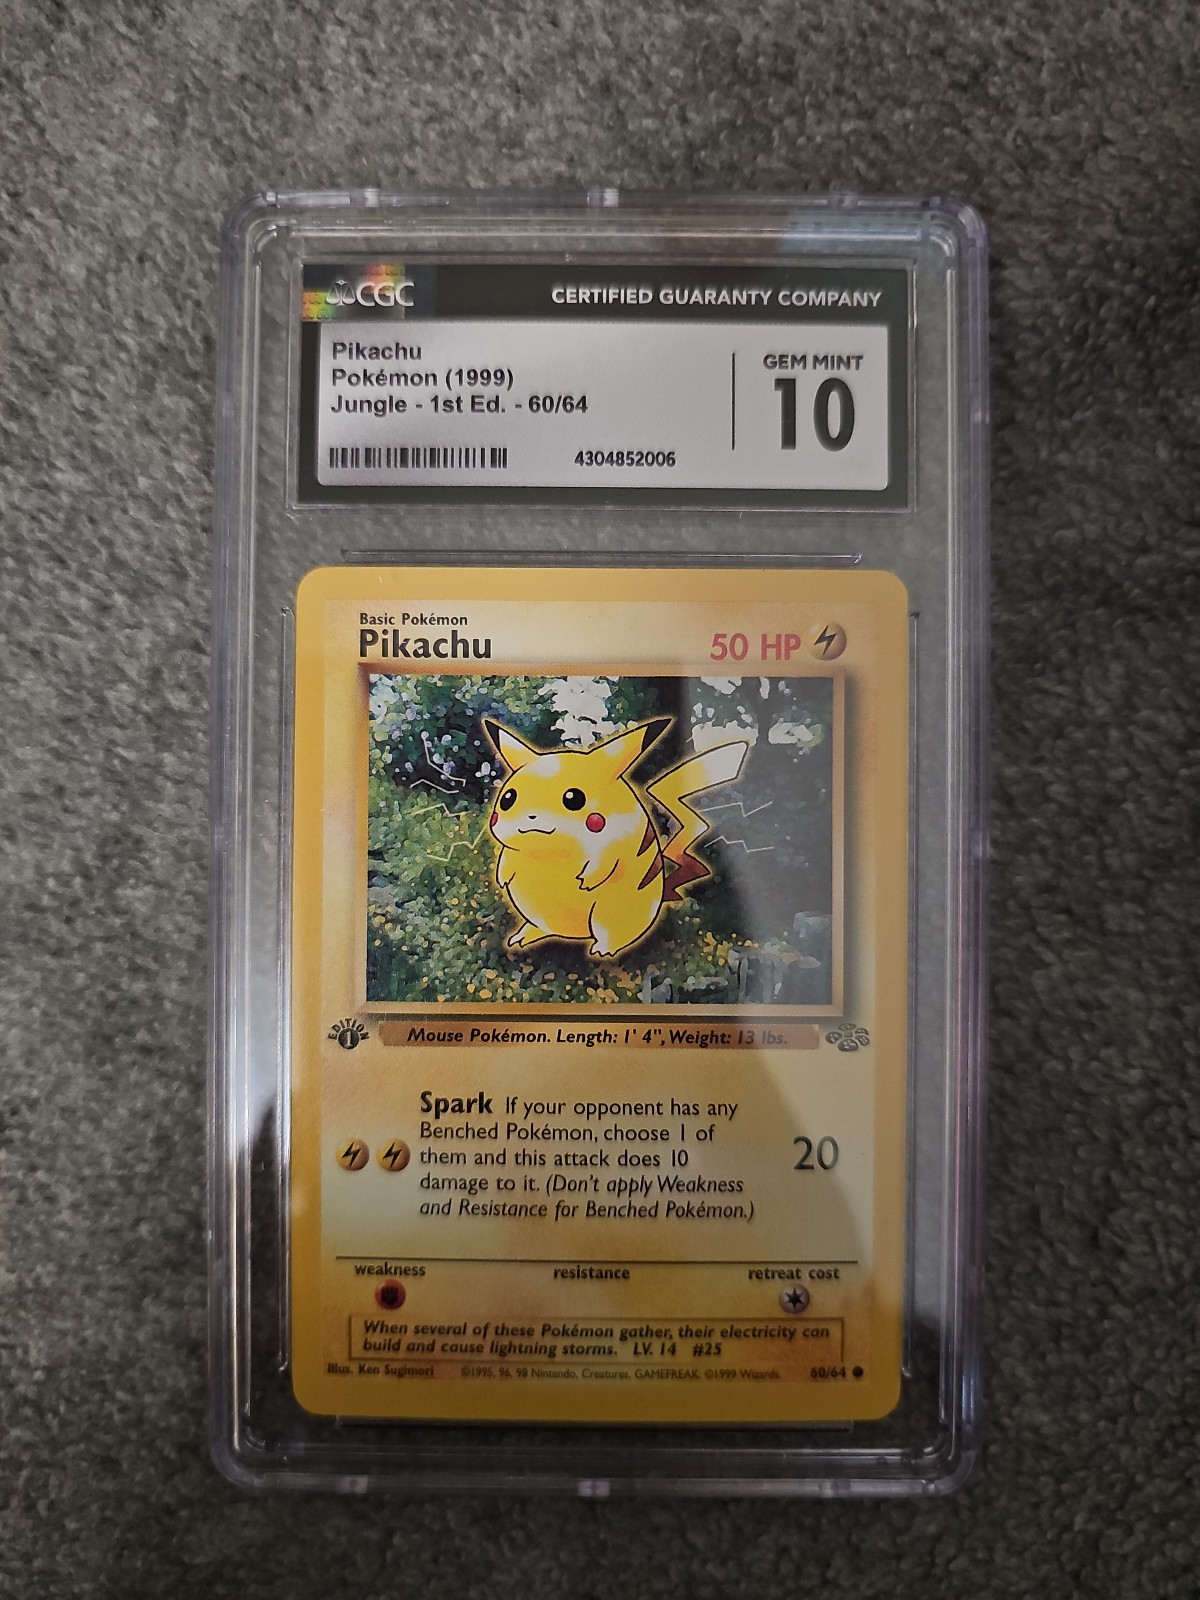 CGC
CERTIFIED GUARANTY COMPANY
Pikachu
Pokémon (1999)
Jungle - 1st Ed. - 60/64
4304852006
GEM MINT
10
Basic Pokémon
Pikachu
50 HP
EDITION
1
Mouse Pokémon. Length: 1' 4", Weight: 13 lbs.
Spark If your opponent has any
Benched Pokémon, choose 1 of
them and this attack does 10
damage to it. (Don't apply Weakness
and Resistance for Benched Pokémon.)
20
weakness
resistance
retreat cost
When several of these Pokémon gather, their electricity can
build and cause lightning storms. LV. 14 #25
Illus. Ken Sugimori
©1995, 96, 98 Nintendo, Creatures, GAMEFREAK. ©1999 Wizards.
60/64